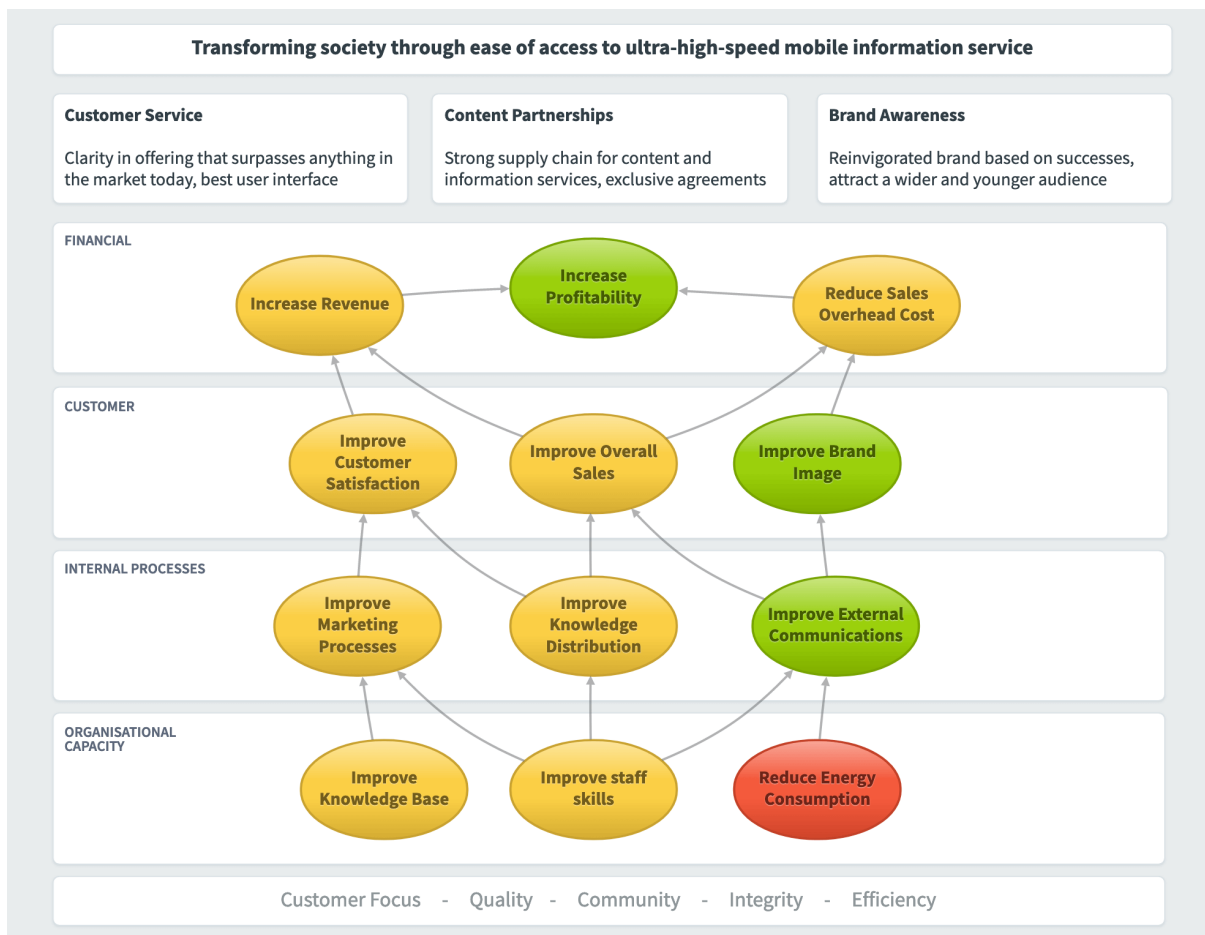 Transforming society through ease of access to ultra-high-speed mobile information service
Customer Service
Clarity in offering that surpasses anything in
the market today, best user interface
Content Partnerships
Strong supply chain for content and
information services, exclusive agreements
Brand Awareness
Reinvigorated brand based on successes,
attract a wider and younger audience
FINANCIAL
Increase Revenue
Increase
Profitability
Reduce Sales
Overhead Cost
CUSTOMER
Improve
Customer
Satisfaction
Improve Overall
Sales
Improve Brand
Image
INTERNAL PROCESSES
Improve
Marketing
Processes
Improve
Knowledge
Distribution
Improve External
Communications
ORGANISATIONAL
CAPACITY
Improve
Knowledge Base
Improve staff
skills
Reduce Energy
Consumption
Customer Focus - Quality - Community - Integrity - Efficiency